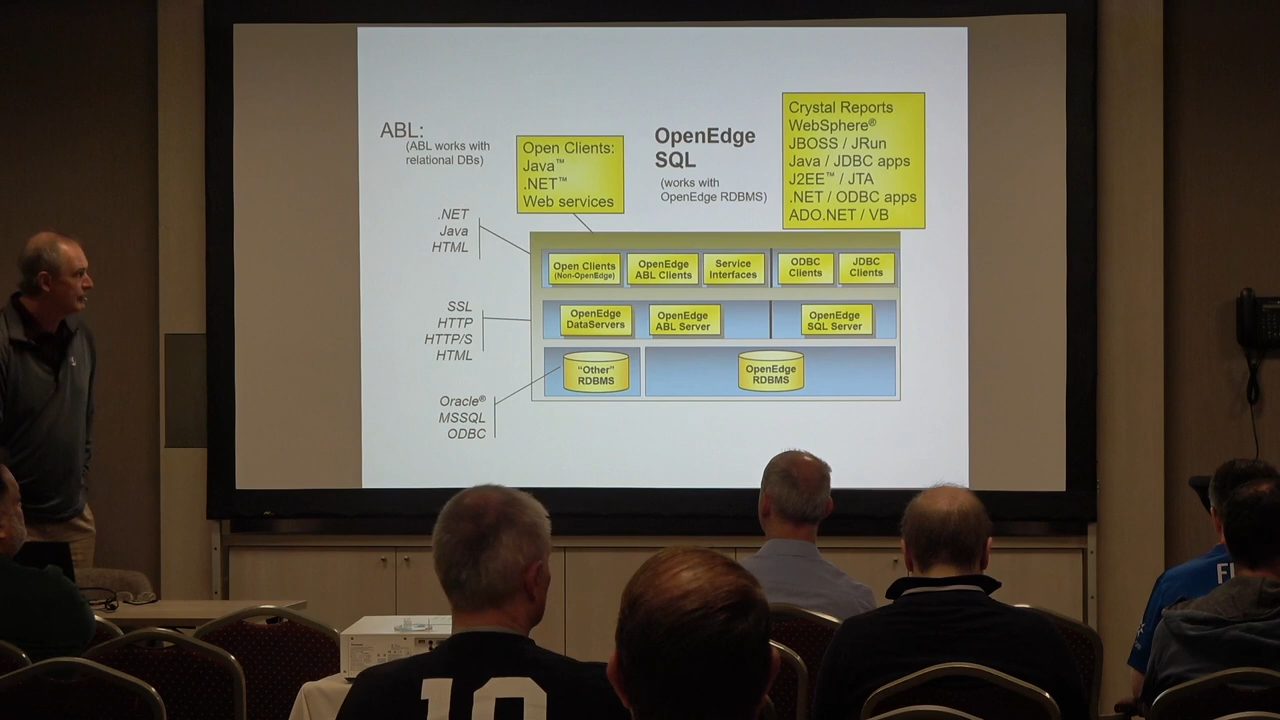 ABL:
(ABL works with
relational DBs)
Open Clients:
Java™
.NET™
Web services
OpenEdge
SQL
(works with
OpenEdge RDBMS)
Crystal Reports
WebSphere®
JBOSS / JRun
Java / JDBC apps
J2EE™ / JTA
.NET / ODBC apps
ADO.NET / VB
.NET
Java
HTML
Open Clients
(Non-OpenEdge)
OpenEdge
ABL Clients
Service
Interfaces
ODBC
Clients
JDBC
Clients
SSL
HTTP
HTTP/S
HTML
OpenEdge
DataServers
OpenEdge
ABL Server
OpenEdge
SQL Server
"Other"
RDBMS
OpenEdge
RDBMS
Oracle®
MSSQL
ODBC
10